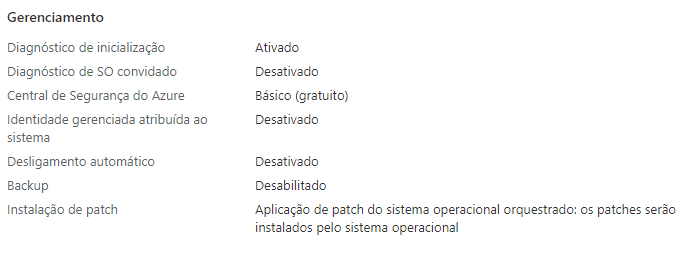 Gerenciamento
Diagnóstico de inicialização Ativado
Diagnóstico de SO convidado Desativado
Central de Segurança do Azure Básico (gratuito)
Identidade gerenciada atribuída ao Desativado
sistema
Desligamento automático Desativado
Backup Desabilitado
Instalação de patch Aplicação de patch do sistema operacional orquestrado: os patches serão
instalados pelo sistema operacional